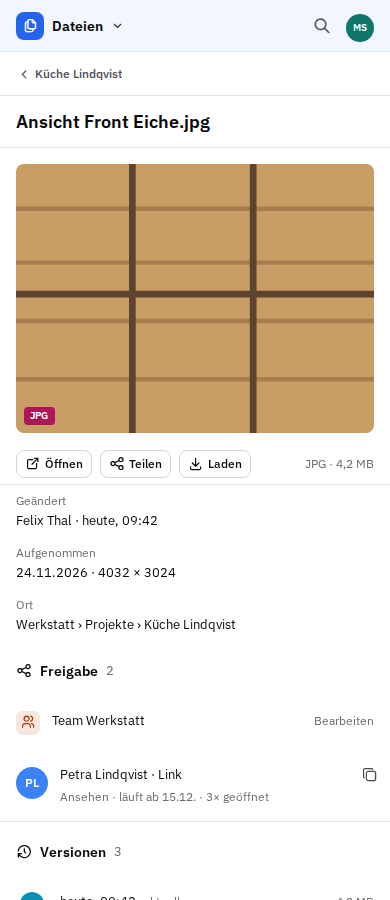 Dateien
MS
Küche Lindqvist
Ansicht Front Eiche.jpg
JPG
Öffnen
Teilen
Laden
JPG · 4,2 MB
Geändert
Felix Thal · heute, 09:42
Aufgenommen
24.11.2026 · 4032 × 3024
Ort
Werkstatt › Projekte › Küche Lindqvist
Freigabe 2
Team Werkstatt
Bearbeiten
PL
Petra Lindqvist · Link
Ansehen · läuft ab 15.12. · 3× geöffnet
Versionen 3